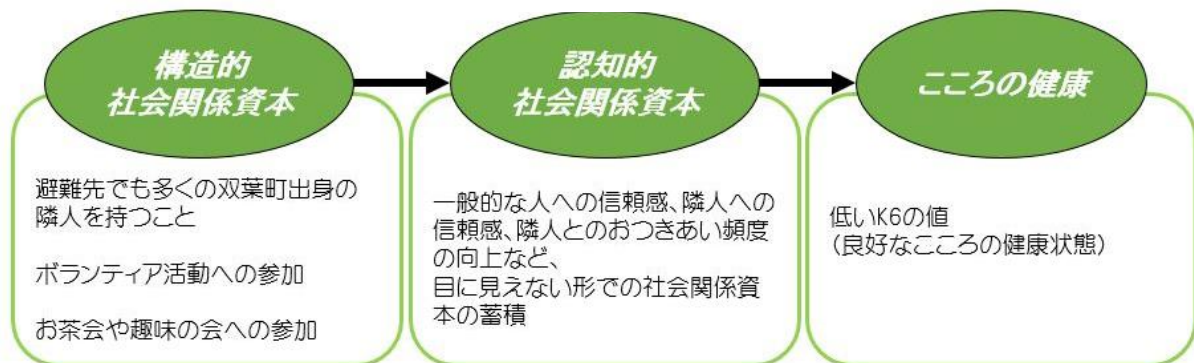 構造的
社会関係資本
避難先でも多くの双葉町出身の
隣人を持つこと
ボランティア活動への参加
お茶会や趣味の会への参加
認知的
社会関係資本
一般的な人への信頼感、隣人への
信頼感、隣人とのおつきあい頻度
の向上など、
目に見えない形での社会関係資
本の蓄積
こころの健康
低いK6の値
（良好なこころの健康状態）